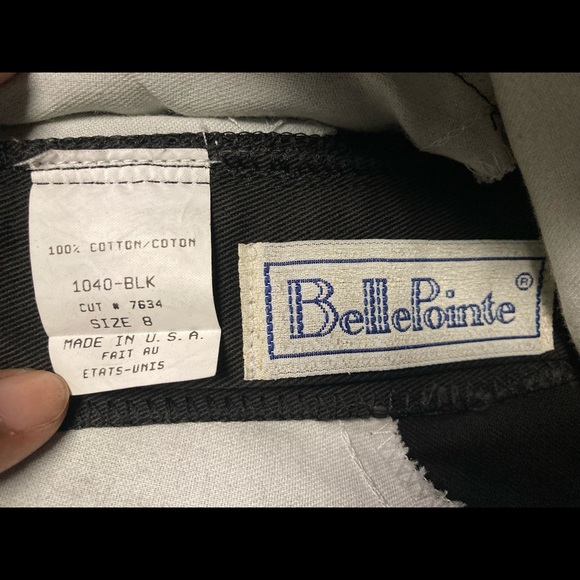 100% COTTON/COTON
1040-BLK
CUT # 7634
SIZE 8
MADE IN U.S.A.
FAIT AU
ETATS-UNIS
BellePointe®